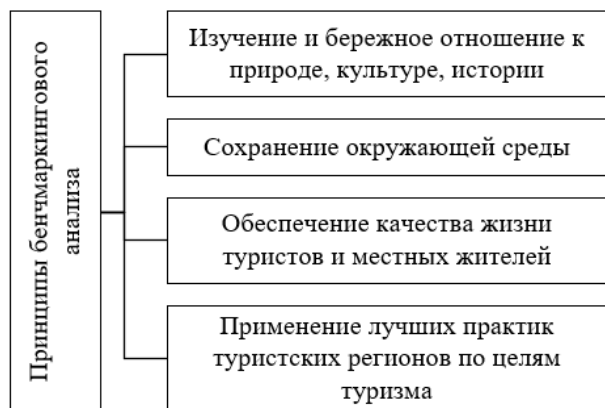 Принципы бенчмаркингового
анализа
Изучение и бережное отношение к
природе, культуре, истории
Сохранение окружающей среды
Обеспечение качества жизни
туристов и местных жителей
Применение лучших практик
туристских регионов по целям
туризма